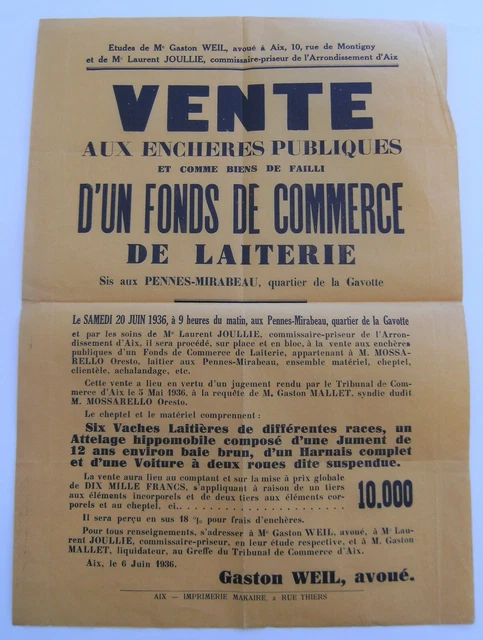 Etudes de Me Gaston WEIL, avoué à Aix, 10, rue de Montigny
et de Me Laurent JOULLIE, commissaire-priseur de l'Arrondissement d'Aix
VENTE
AUX ENCHERES PUBLIQUES
ET COMME BIENS DE FAILLI
D'UN FONDS DE COMMERCE
DE LAITERIE
Sis aux PENNES-MIRABEAU, quartier de la Gavotte
Le SAMEDI 20 JUIN 1936, à 9 heures du matin, aux Pennes-Mirabeau, quartier de la Gavotte
et par les soins de Me Laurent JOULLIE, commissaire-priseur de l'Arron-
dissement d'Aix, il sera procédé, sur place et en bloc, à la vente aux enchères
publiques d'un Fonds de Commerce de Laiterie, appartenant à M. MOSSA-
RELLO Oresto, laitier aux Pennes-Mirabeau, ensemble matériel, cheptel,
clientèle, achalandage, etc.
Cette vente a lieu en vertu d'un jugement rendu par le Tribunal de Com-
merce d'Aix le 5 Mai 1936, à la requête de M. Gaston MALLET, syndic dudit
M. MOSSARELLO Oresto.
Le cheptel et le matériel comprennent :
Six Vaches Laitières de différentes races, un
Attelage hippomobile composé d'une Jument de
12 ans environ baie brun, d'un Harnais complet
et d'une Voiture à deux roues dite suspendue.
La vente aura lieu au comptant et sur la mise à prix globale
de DIX MILLE FRANCS, s'appliquant à raison de un tiers
aux éléments incorporels et de deux tiers aux éléments cor-
porels et au cheptel, ci........................ 10.000
Il sera perçu en sus 18 % pour frais d'enchères.
Pour tous renseignements, s'adresser à Me Gaston WEIL, avoué, à Me Lau-
rent JOULLIE, commissaire-priseur, en leur étude respective, et à M. Gaston
MALLET, liquidateur, au Greffe du Tribunal de Commerce d'Aix.
Aix, le 6 Juin 1936.
Gaston WEIL, avoué.
AIX — IMPRIMERIE MAKAIRE, 2 RUE THIERS